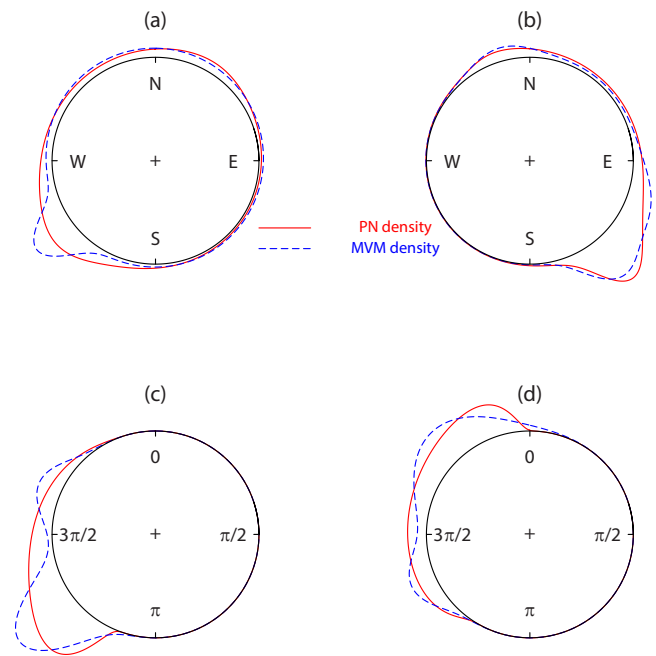 (a)
(b)
N
N
W
+
E
W
+
E
S
S
PN density
MVM density
(c)
(d)
0
0
3π/2
+
π/2
3π/2
+
π/2
π
π